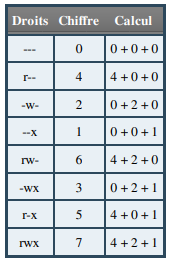 Droits Chiffre Calcul
--- 0 0 + 0 + 0
r-- 4 4 + 0 + 0
-w- 2 0 + 2 + 0
--x 1 0 + 0 + 1
rw- 6 4 + 2 + 0
-wx 3 0 + 2 + 1
r-x 5 4 + 0 + 1
rwx 7 4 + 2 + 1